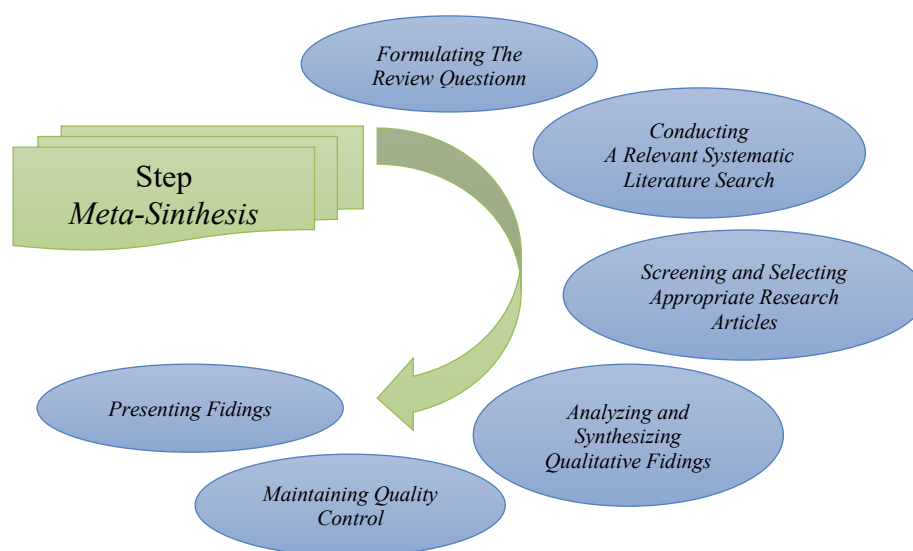 Formulating The
Review Questionn
Conducting
A Relevant Systematic
Literature Search
Step
Meta-Sinthesis
Screening and Selecting
Appropriate Research
Articles
Analyzing and
Synthesizing
Qualitative Fidings
Maintaining Quality
Control
Presenting Fidings